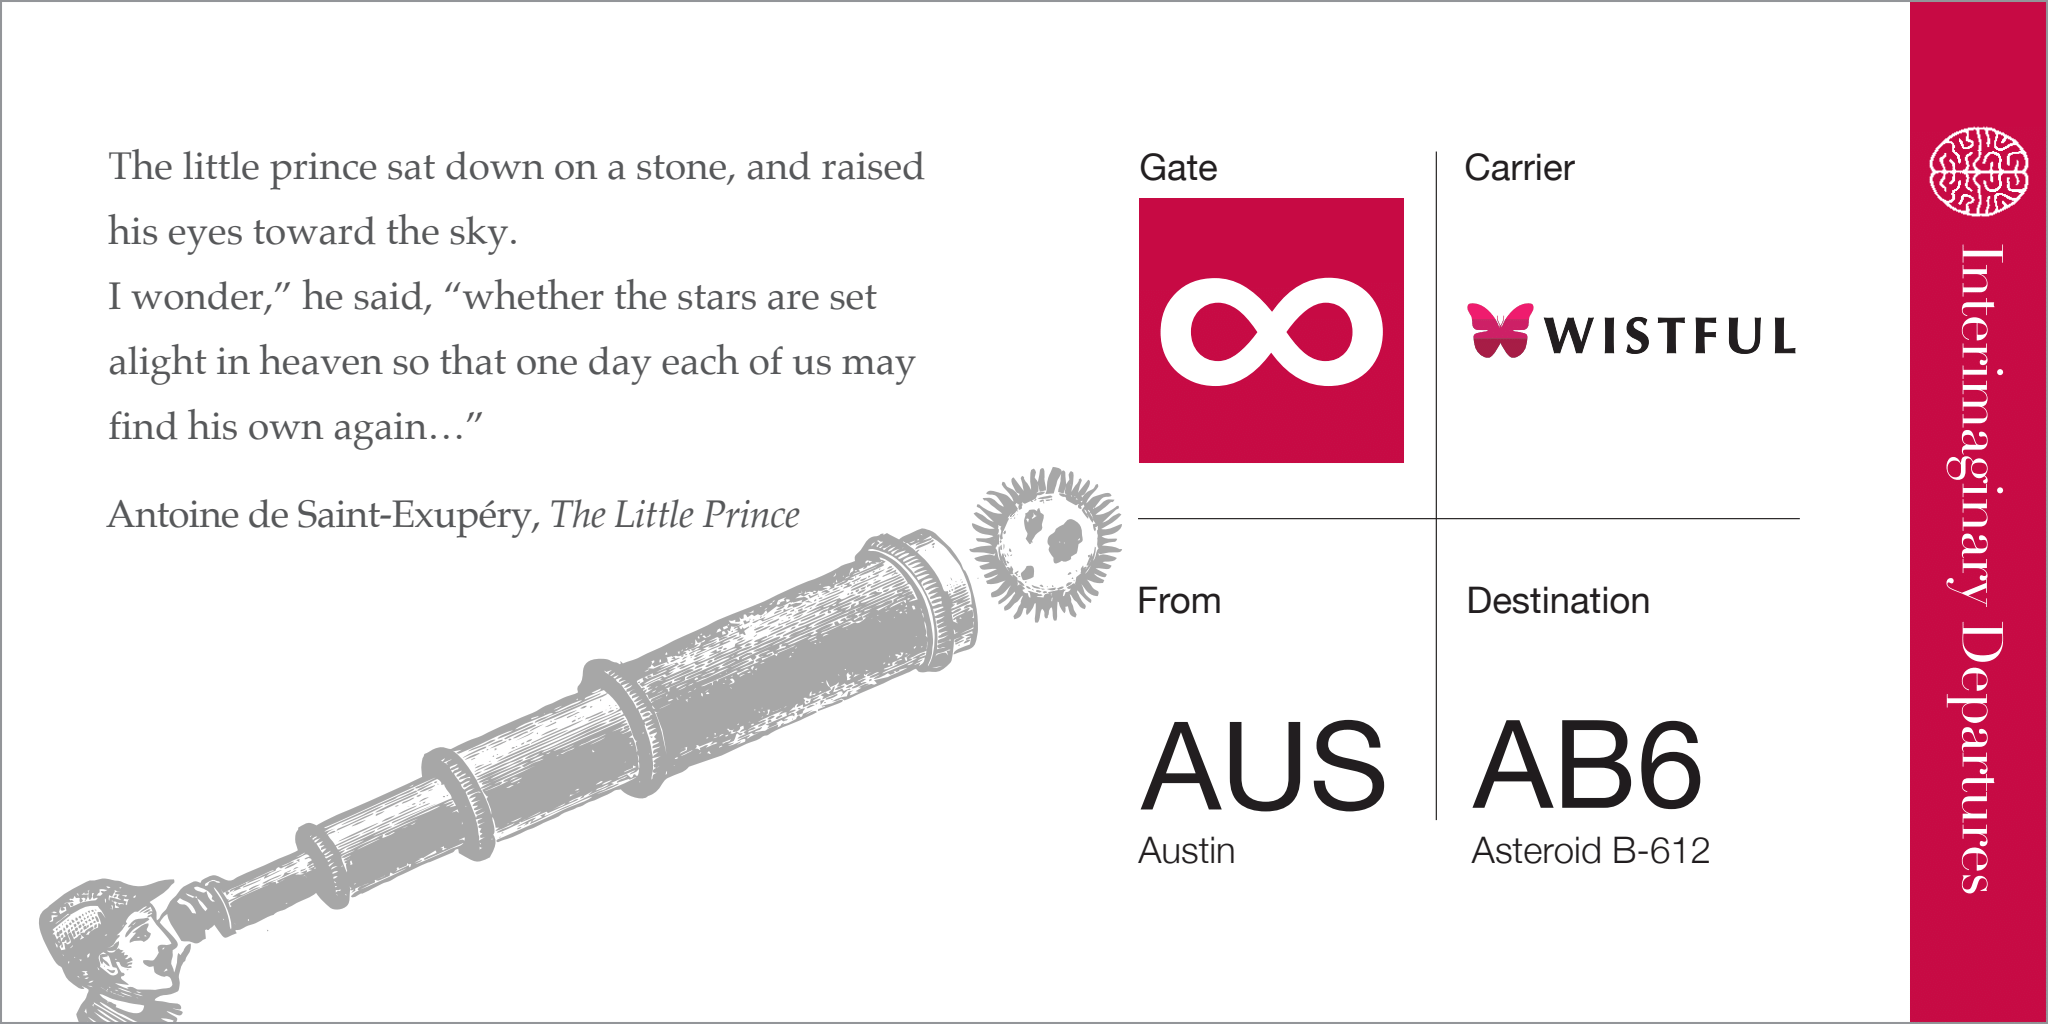 The little prince sat down on a stone, and raised
his eyes toward the sky.
I wonder,” he said, “whether the stars are set
alight in heaven so that one day each of us may
find his own again…”
Antoine de Saint-Exupéry, The Little Prince
Gate
∞
Carrier
WISTFUL
From
AUS
Austin
Destination
AB6
Asteroid B-612
Interimaginary Departures